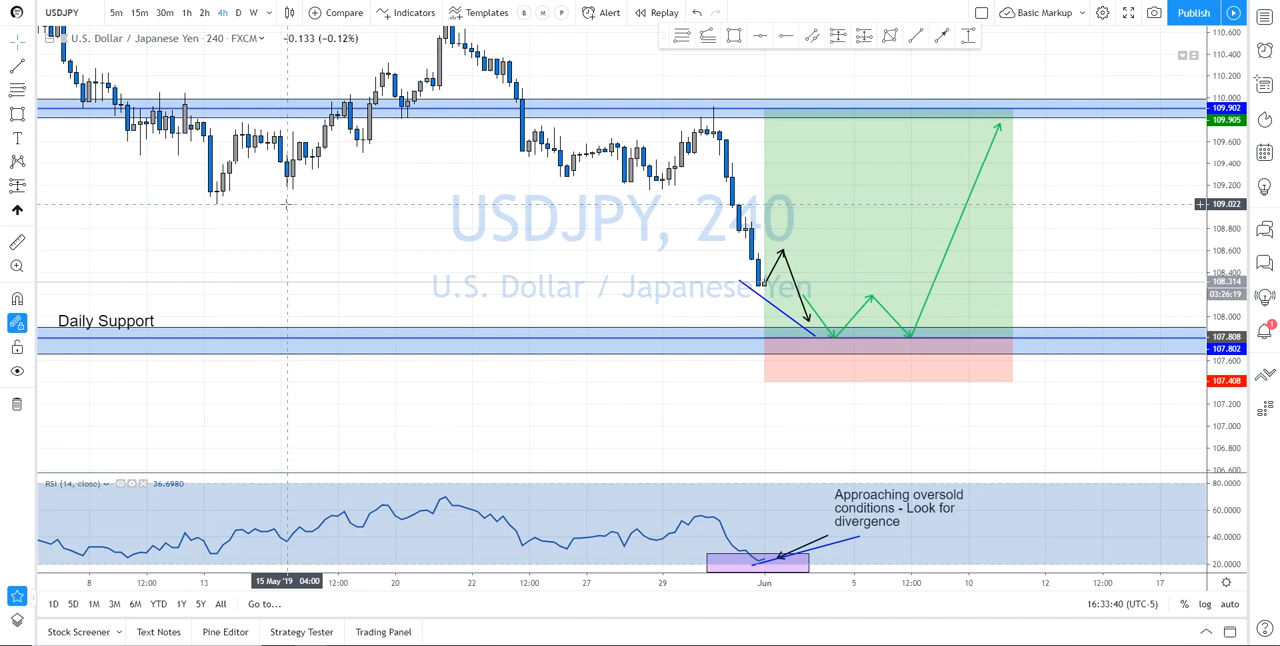 USDJPY 5m 15m 30m 1h 2h 4h D W Compare Indicators Templates B M P Alert Replay Basic Markup Publish
U.S. Dollar / Japanese Yen · 240 · FXCM −0.133 (−0.12%)
110.600
110.400
110.200
110.000
109.902
109.905
109.600
109.400
109.200
109.022
USDJPY, 240
108.800
108.600
108.400
U.S. Dollar / Japanese Yen
108.314
03:26:19
108.000
Daily Support
107.808
107.802
107.600
107.408
107.200
107.000
106.800
106.600
RSI (14, close) 36.6980
80.0000
Approaching oversold
conditions - Look for
divergence
60.0000
40.0000
20.0000
8 12:00 13 15 May '19 04:00 12:00 20 22 12:00 27 29 Jun 5 12:00 10 12 12:00 17
1D 5D 1M 3M 6M YTD 1Y 5Y All Go to... 16:33:40 (UTC-5) % log auto
Stock Screener Text Notes Pine Editor Strategy Tester Trading Panel